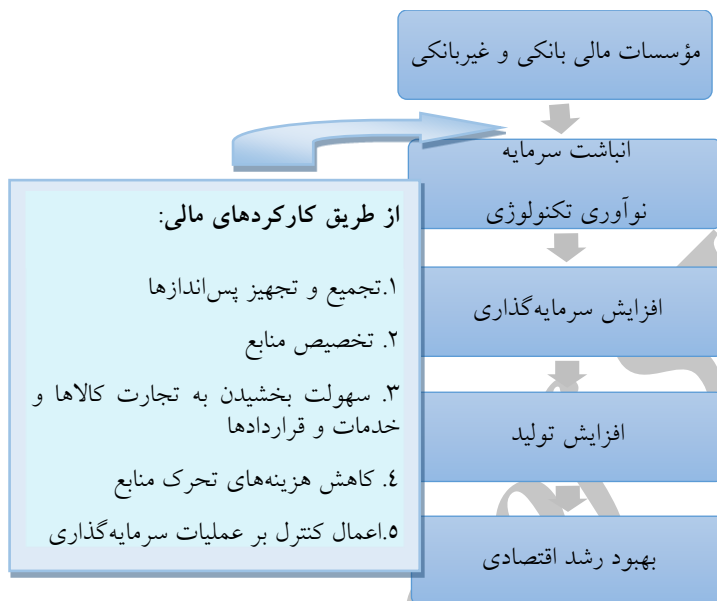 مؤسسات مالی بانکی و غیربانکی
انباشت سرمایه
نوآوری تکنولوژی
از طریق کارکردهای مالی:
۱.تجمیع و تجهیز پس‌اندازها
۲. تخصیص منابع
۳. سهولت بخشیدن به تجارت کالاها و
خدمات و قراردادها
٤. کاهش هزینه‌های تحرک منابع
٥.اعمال کنترل بر عملیات سرمایه‌گذاری
افزایش سرمایه‌گذاری
افزایش تولید
بهبود رشد اقتصادی